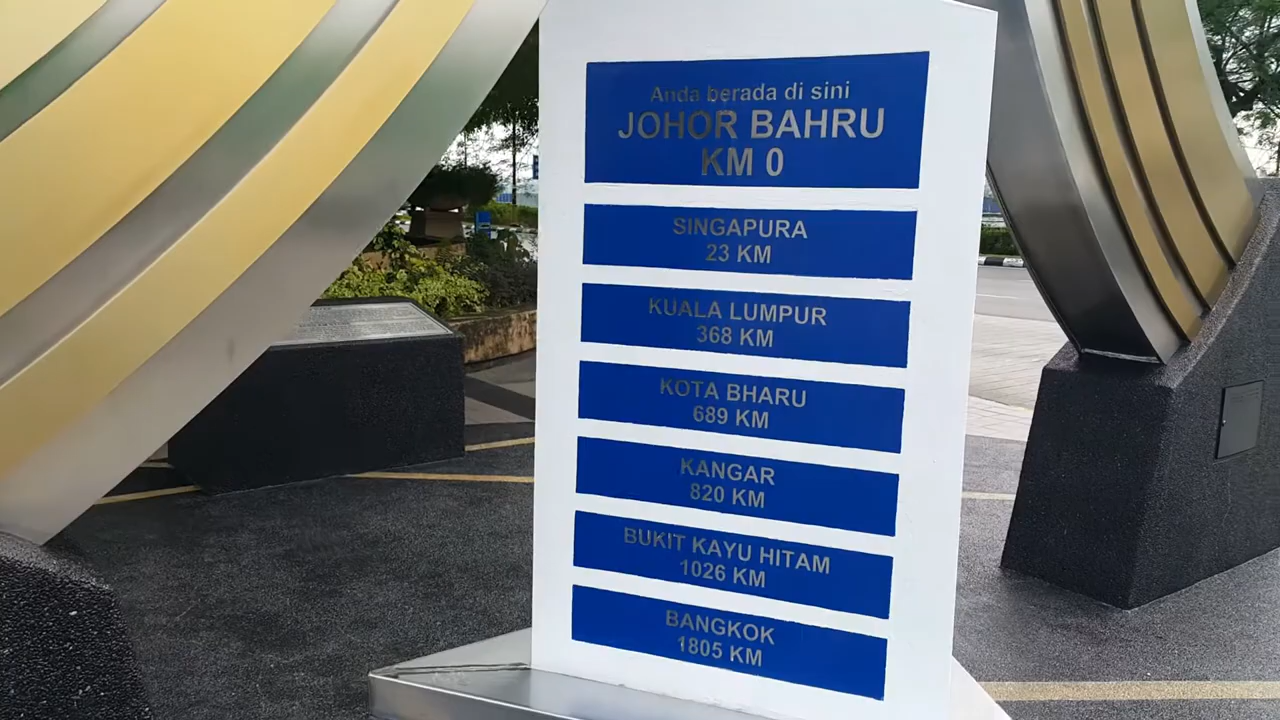 Anda berada di sini
JOHOR BAHRU
KM 0
SINGAPURA
23 KM
KUALA LUMPUR
368 KM
KOTA BHARU
689 KM
KANGAR
820 KM
BUKIT KAYU HITAM
1026 KM
BANGKOK
1805 KM